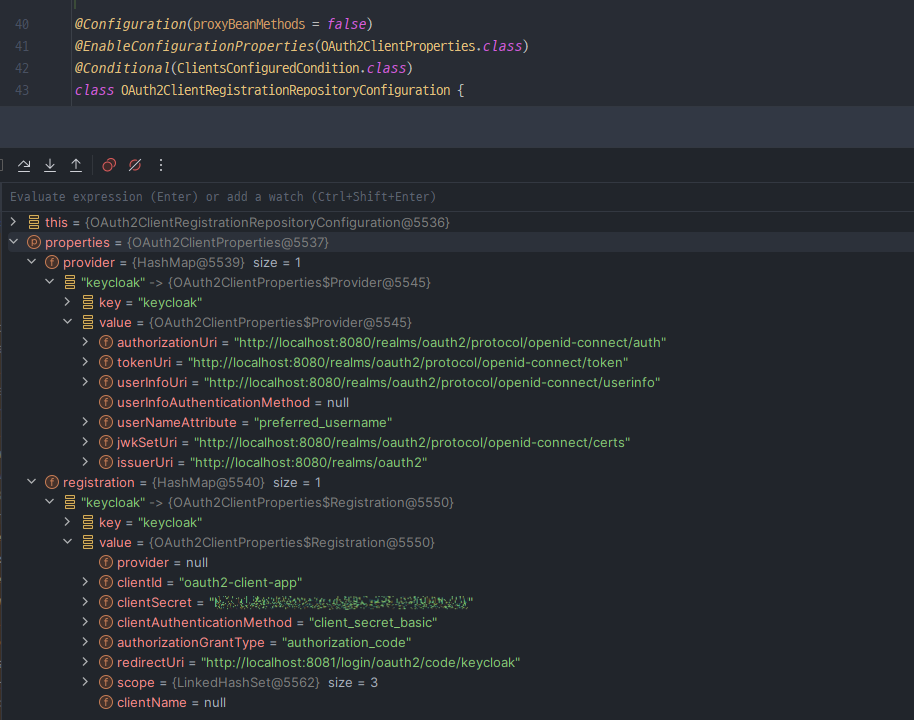 40 @Configuration(proxyBeanMethods = false)
41 @EnableConfigurationProperties(OAuth2ClientProperties.class)
42 @Conditional(ClientsConfiguredCondition.class)
43 class OAuth2ClientRegistrationRepositoryConfiguration {
Evaluate expression (Enter) or add a watch (Ctrl+Shift+Enter)
this = {OAuth2ClientRegistrationRepositoryConfiguration@5536}
properties = {OAuth2ClientProperties@5537}
provider = {HashMap@5539} size = 1
"keycloak" -> {OAuth2ClientProperties$Provider@5545}
key = "keycloak"
value = {OAuth2ClientProperties$Provider@5545}
authorizationUri = "http://localhost:8080/realms/oauth2/protocol/openid-connect/auth"
tokenUri = "http://localhost:8080/realms/oauth2/protocol/openid-connect/token"
userInfoUri = "http://localhost:8080/realms/oauth2/protocol/openid-connect/userinfo"
userInfoAuthenticationMethod = null
userNameAttribute = "preferred_username"
jwkSetUri = "http://localhost:8080/realms/oauth2/protocol/openid-connect/certs"
issuerUri = "http://localhost:8080/realms/oauth2"
registration = {HashMap@5540} size = 1
"keycloak" -> {OAuth2ClientProperties$Registration@5550}
key = "keycloak"
value = {OAuth2ClientProperties$Registration@5550}
provider = null
clientId = "oauth2-client-app"
clientSecret = ""
clientAuthenticationMethod = "client_secret_basic"
authorizationGrantType = "authorization_code"
redirectUri = "http://localhost:8081/login/oauth2/code/keycloak"
scope = {LinkedHashSet@5562} size = 3
clientName = null